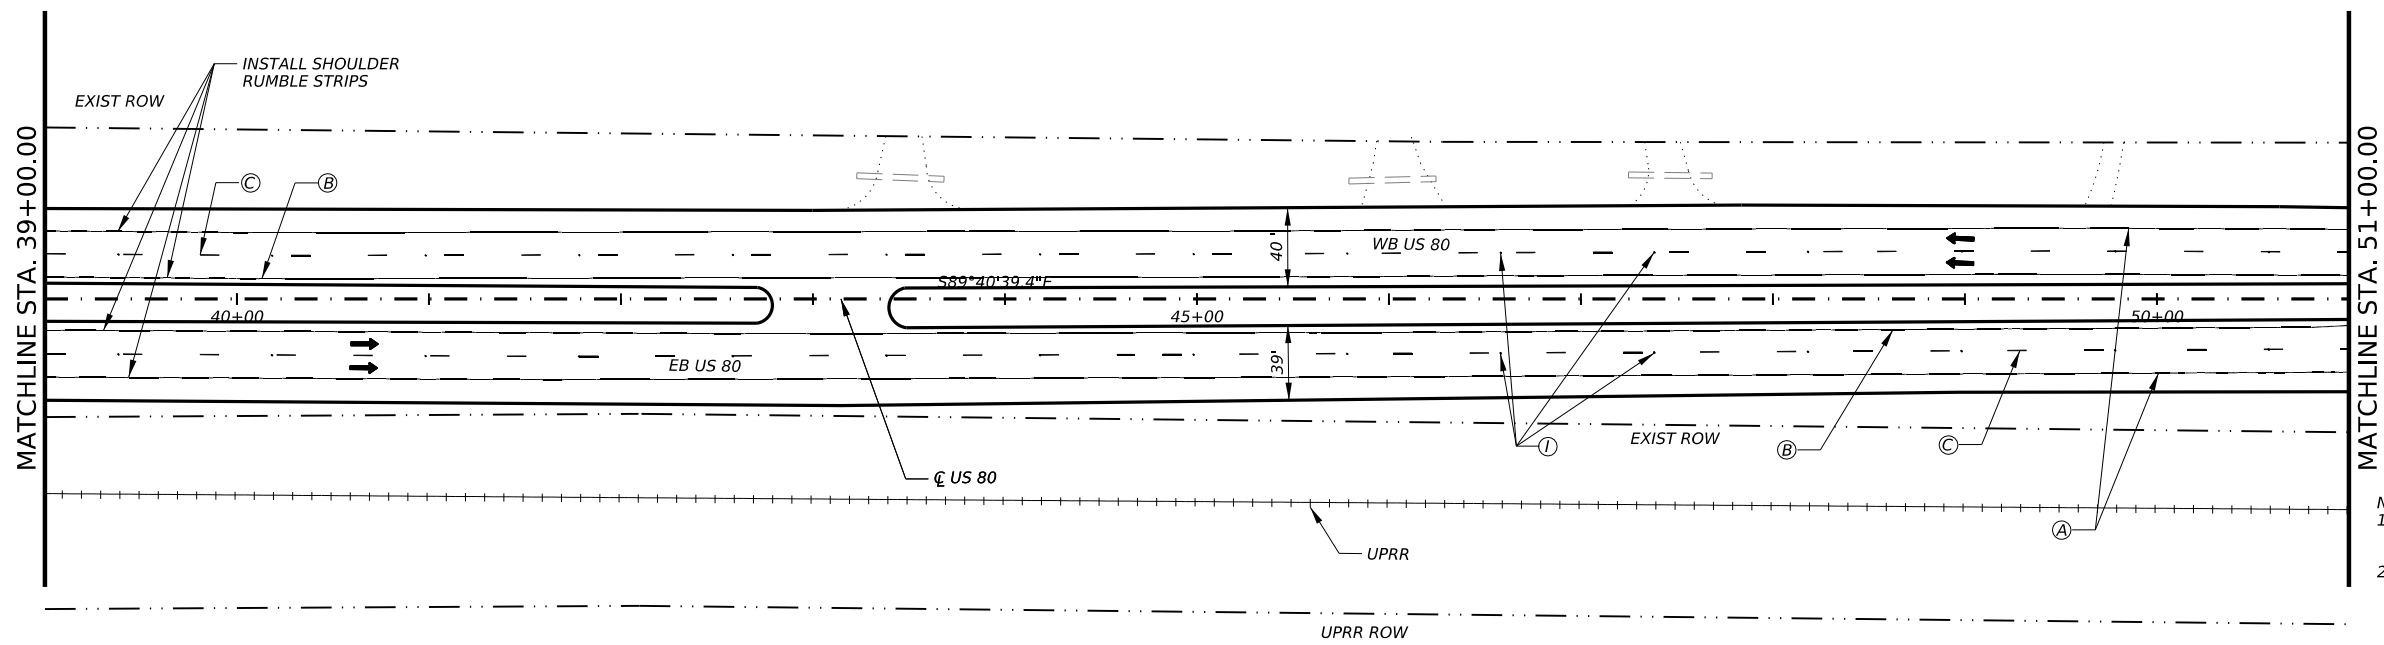 INSTALL SHOULDER
RUMBLE STRIPS
EXIST ROW
MATCHLINE STA. 39+00.00
MATCHLINE STA. 51+00.00
C
B
40'
WB US 80
S89°40'39.4"E
40+00
45+00
50+00
EB US 80
39'
I
EXIST ROW
B
C
℄ US 80
A
UPRR
UPRR ROW